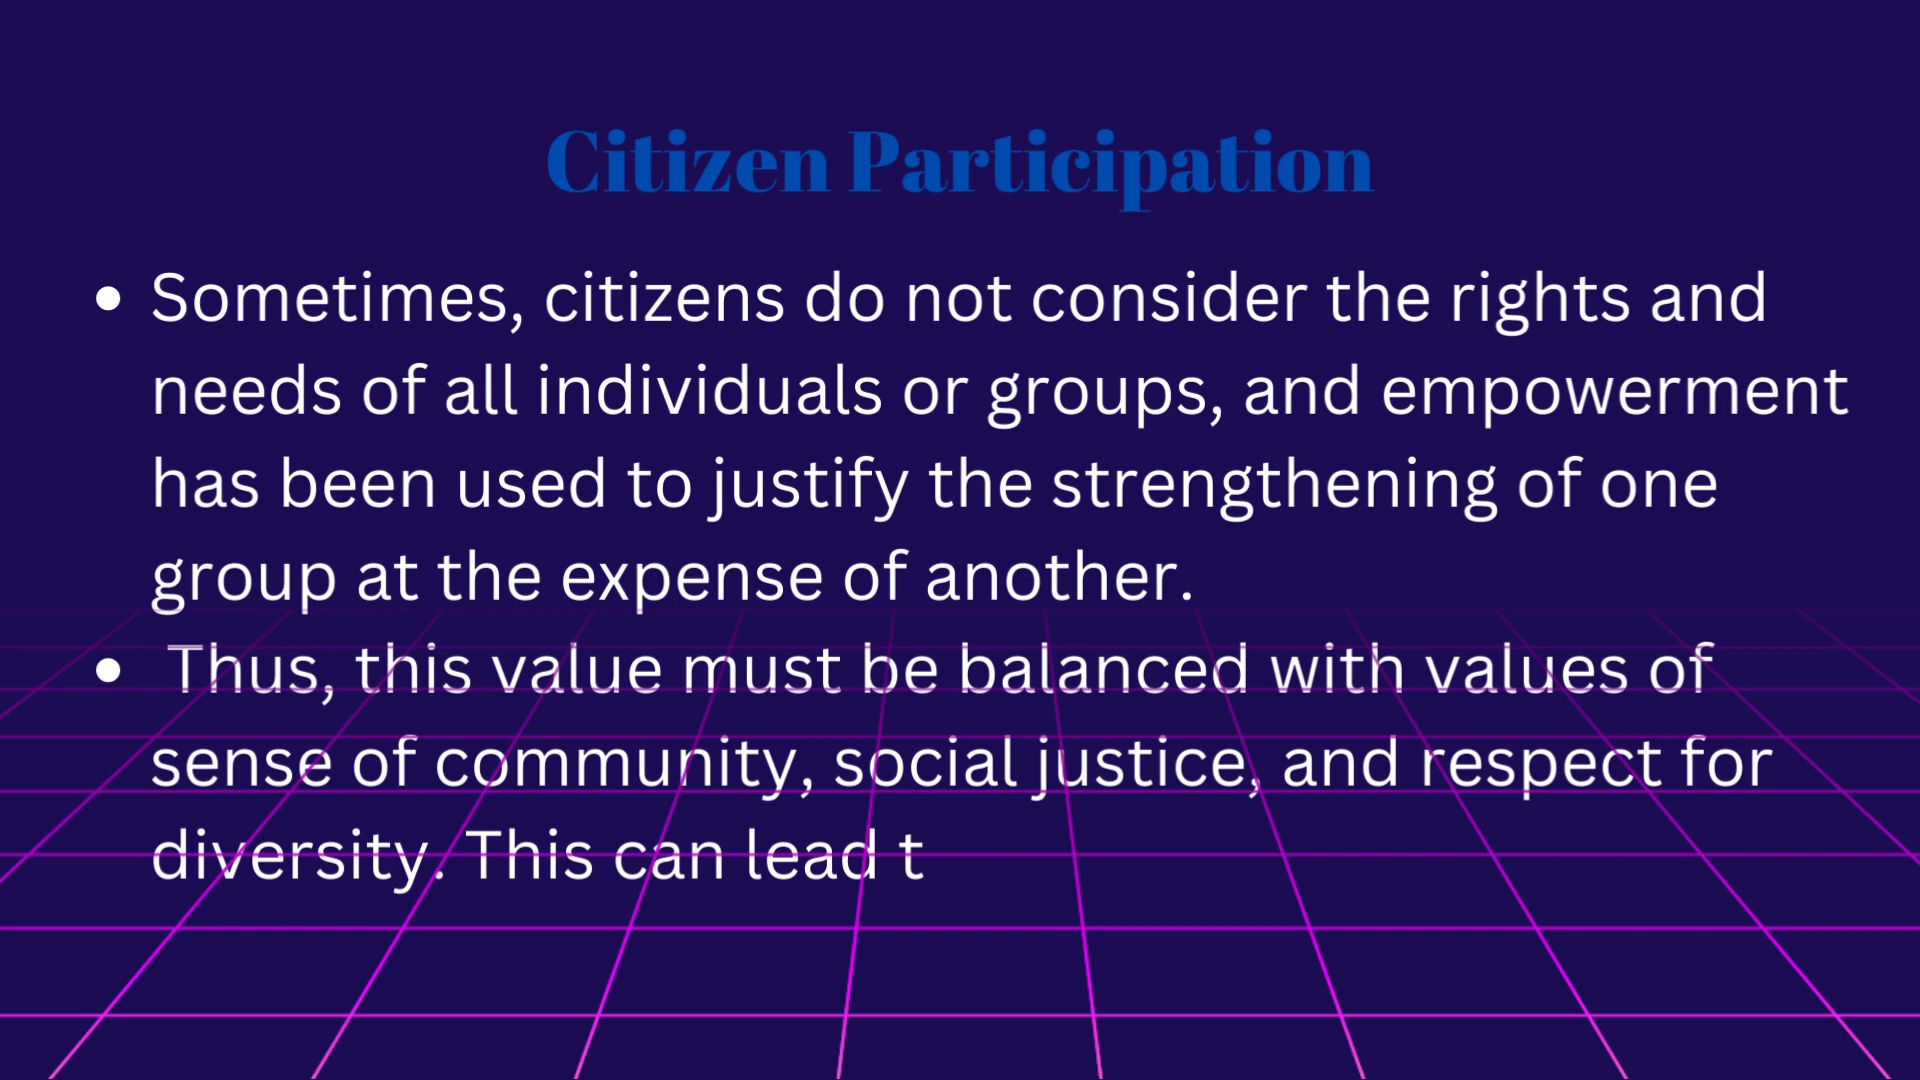 Citizen Participation
• Sometimes, citizens do not consider the rights and
needs of all individuals or groups, and empowerment
has been used to justify the strengthening of one
group at the expense of another.
• Thus, this value must be balanced with values of
sense of community, social justice, and respect for
diversity. This can lead t